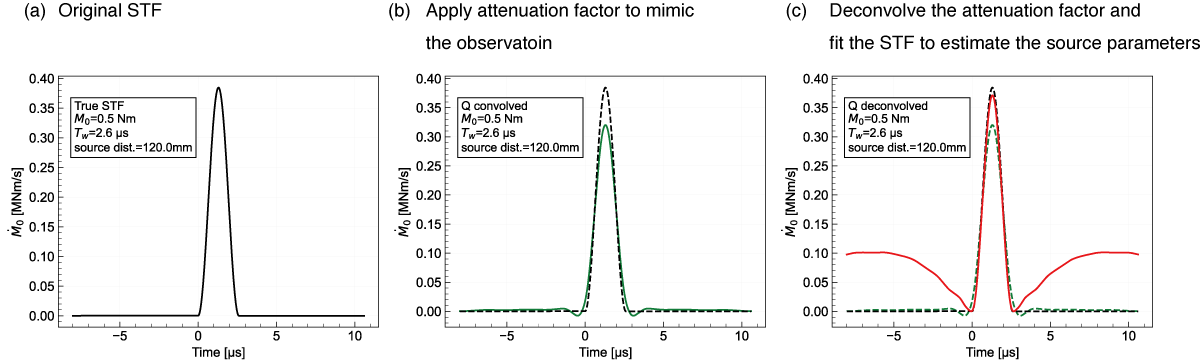 (a) Original STF
(b) Apply attenuation factor to mimic
the observatoin
(c) Deconvolve the attenuation factor and
fit the STF to estimate the source parameters
0.40
0.35
0.30
0.25
0.20
0.15
0.10
0.05
0.00
Ṁ0 [MNm/s]
True STF
M0=0.5 Nm
Tw=2.6 µs
source dist.=120.0mm
−5 0 5 10
Time [µs]
0.40
0.35
0.30
0.25
0.20
0.15
0.10
0.05
0.00
Ṁ0 [MNm/s]
Q convolved
M0=0.5 Nm
Tw=2.6 µs
source dist.=120.0mm
−5 0 5 10
Time [µs]
0.40
0.35
0.30
0.25
0.20
0.15
0.10
0.05
0.00
Ṁ0 [MNm/s]
Q deconvolved
M0=0.5 Nm
Tw=2.6 µs
source dist.=120.0mm
−5 0 5 10
Time [µs]